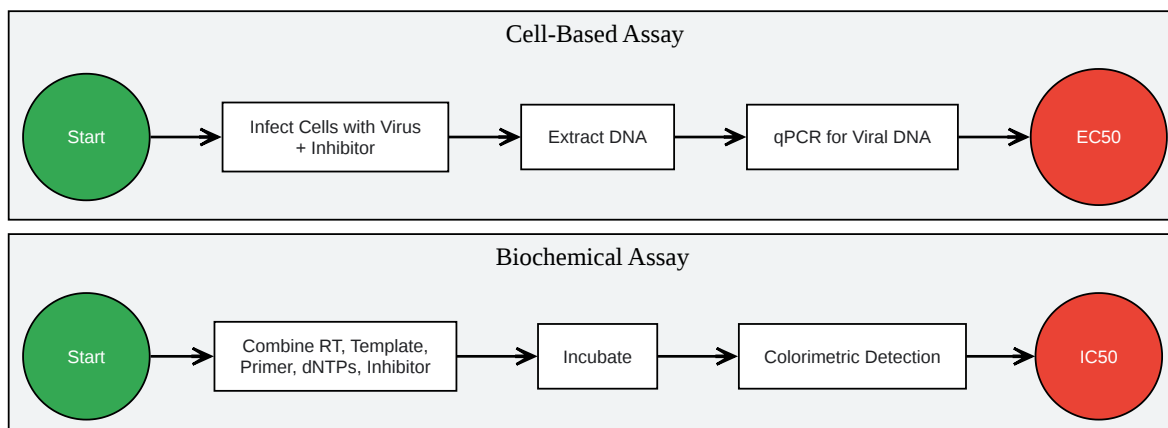 Cell-Based Assay
Start
Infect Cells with Virus
+ Inhibitor
Extract DNA
qPCR for Viral DNA
EC50
Biochemical Assay
Start
Combine RT, Template,
Primer, dNTPs, Inhibitor
Incubate
Colorimetric Detection
IC50